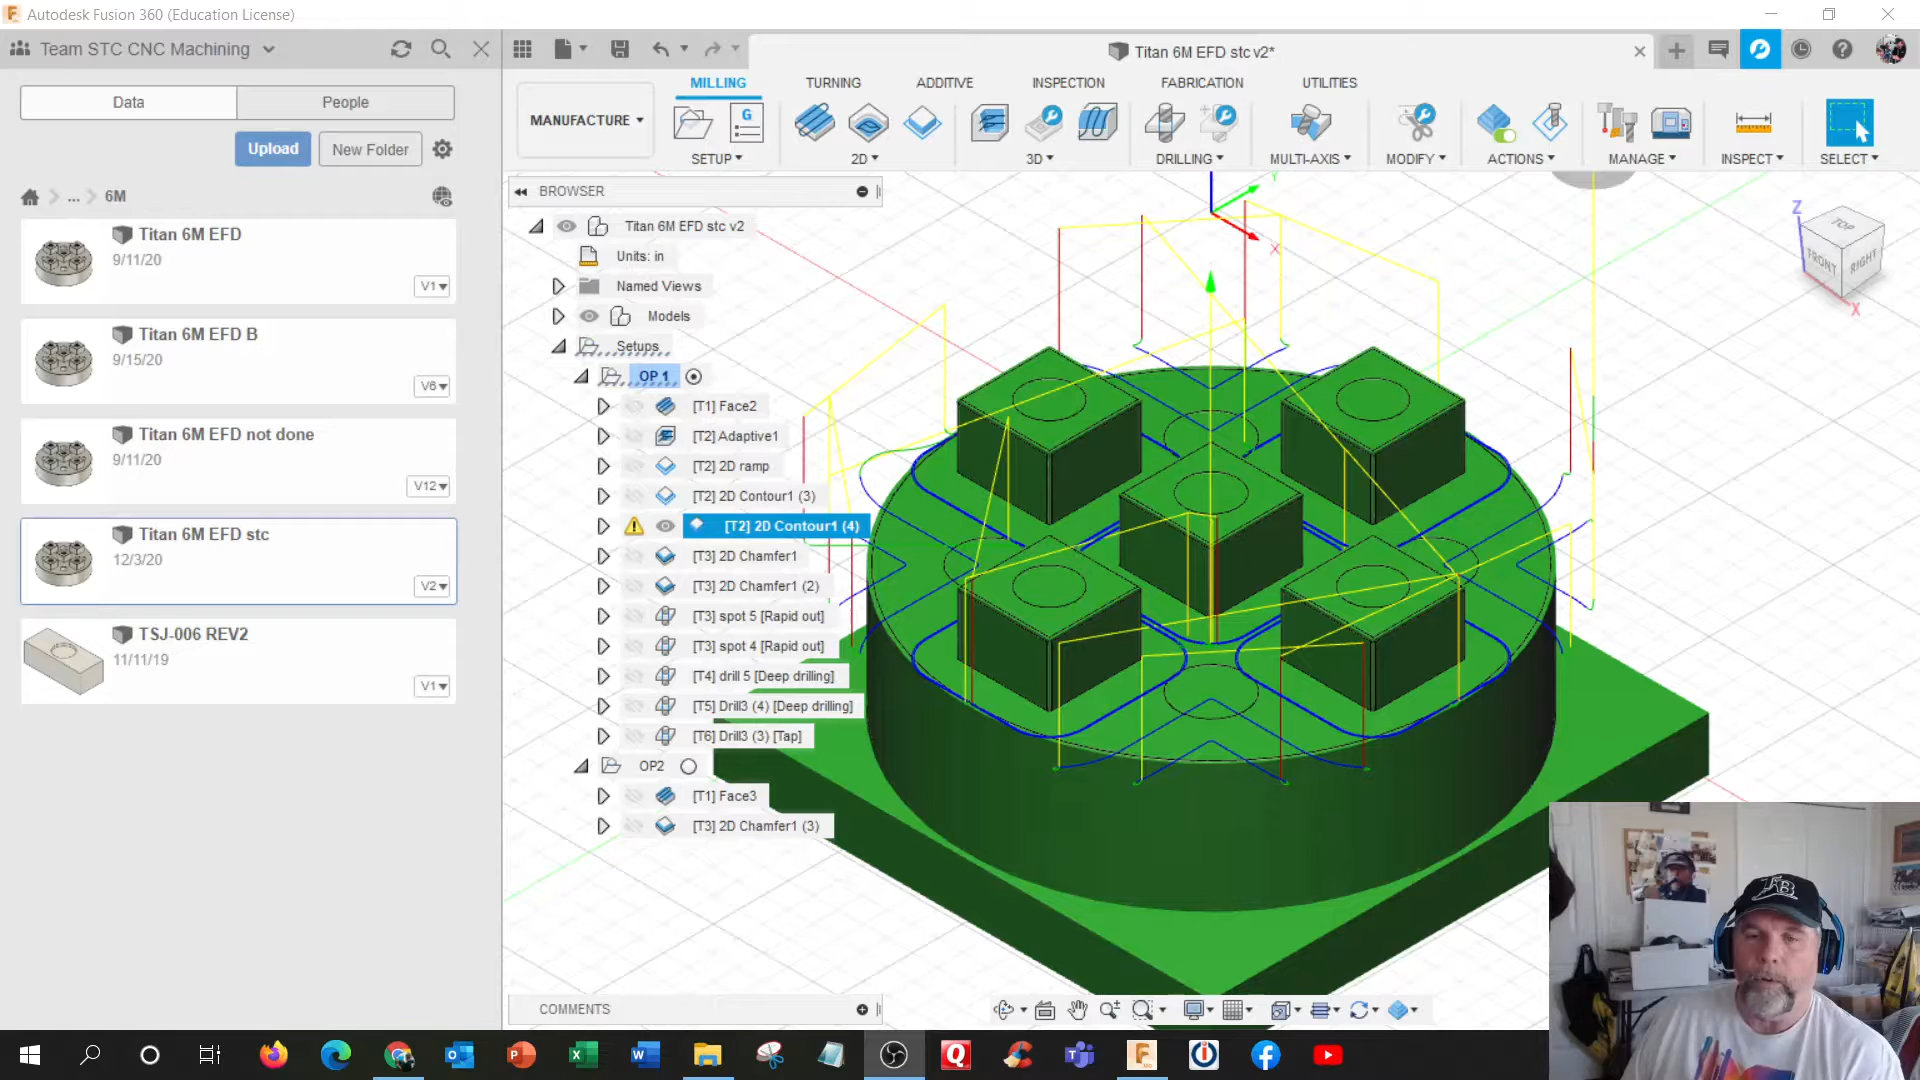 Autodesk Fusion 360 (Education License)
Team STC CNC Machining
Titan 6M EFD stc v2*
Data
People
Upload
New Folder
... 6M
Titan 6M EFD
9/11/20
V1
Titan 6M EFD B
9/15/20
V6
Titan 6M EFD not done
9/11/20
V12
Titan 6M EFD stc
12/3/20
V2
TSJ-006 REV2
11/11/19
V1
MANUFACTURE
MILLING
TURNING
ADDITIVE
INSPECTION
FABRICATION
UTILITIES
G
SETUP
2D
3D
DRILLING
MULTI-AXIS
MODIFY
ACTIONS
MANAGE
INSPECT
SELECT
BROWSER
Titan 6M EFD stc v2
Units: in
Named Views
Models
Setups
OP 1
[T1] Face2
[T2] Adaptive1
[T2] 2D ramp
[T2] 2D Contour1 (3)
[T2] 2D Contour1 (4)
[T3] 2D Chamfer1
[T3] 2D Chamfer1 (2)
[T3] spot 5 [Rapid out]
[T3] spot 4 [Rapid out]
[T4] drill 5 [Deep drilling]
[T5] Drill3 (4) [Deep drilling]
[T6] Drill3 (3) [Tap]
OP2
[T1] Face3
[T3] 2D Chamfer1 (3)
Y
X
Z
TOP
FRONT
RIGHT
X
COMMENTS
TB